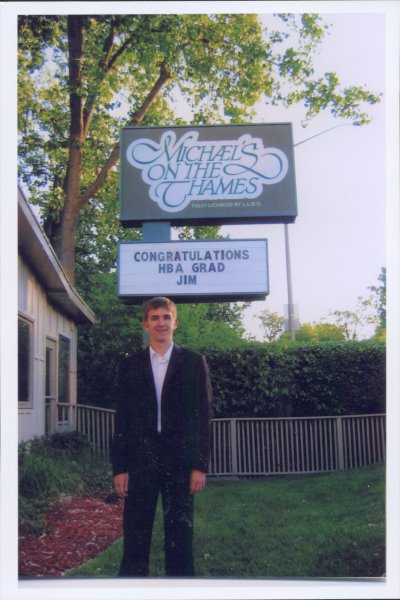 MICHAEL'S
ON THE
THAMES
FULLY LICENCED BY L.L.B.O.
CONGRATULATIONS
HBA GRAD
JIM